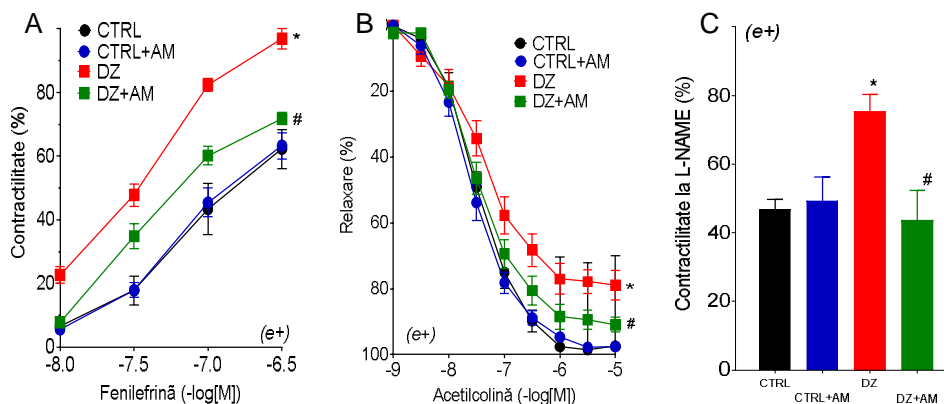 A
CTRL
CTRL+AM
DZ
DZ+AM
*
#
Contractilitate (%)
100
80
60
40
20
0
-8.0
-7.5
-7.0
-6.5
(e+)
Fenilefrină (-log[M])
B
CTRL
CTRL+AM
DZ
DZ+AM
*
#
Relaxare (%)
20
40
60
80
100
-9
-8
-7
-6
-5
(e+)
Acetilcolină (-log[M])
C
(e+)
*
#
Contractilitate la L-NAME (%)
80
60
40
20
0
CTRL
CTRL+AM
DZ
DZ+AM